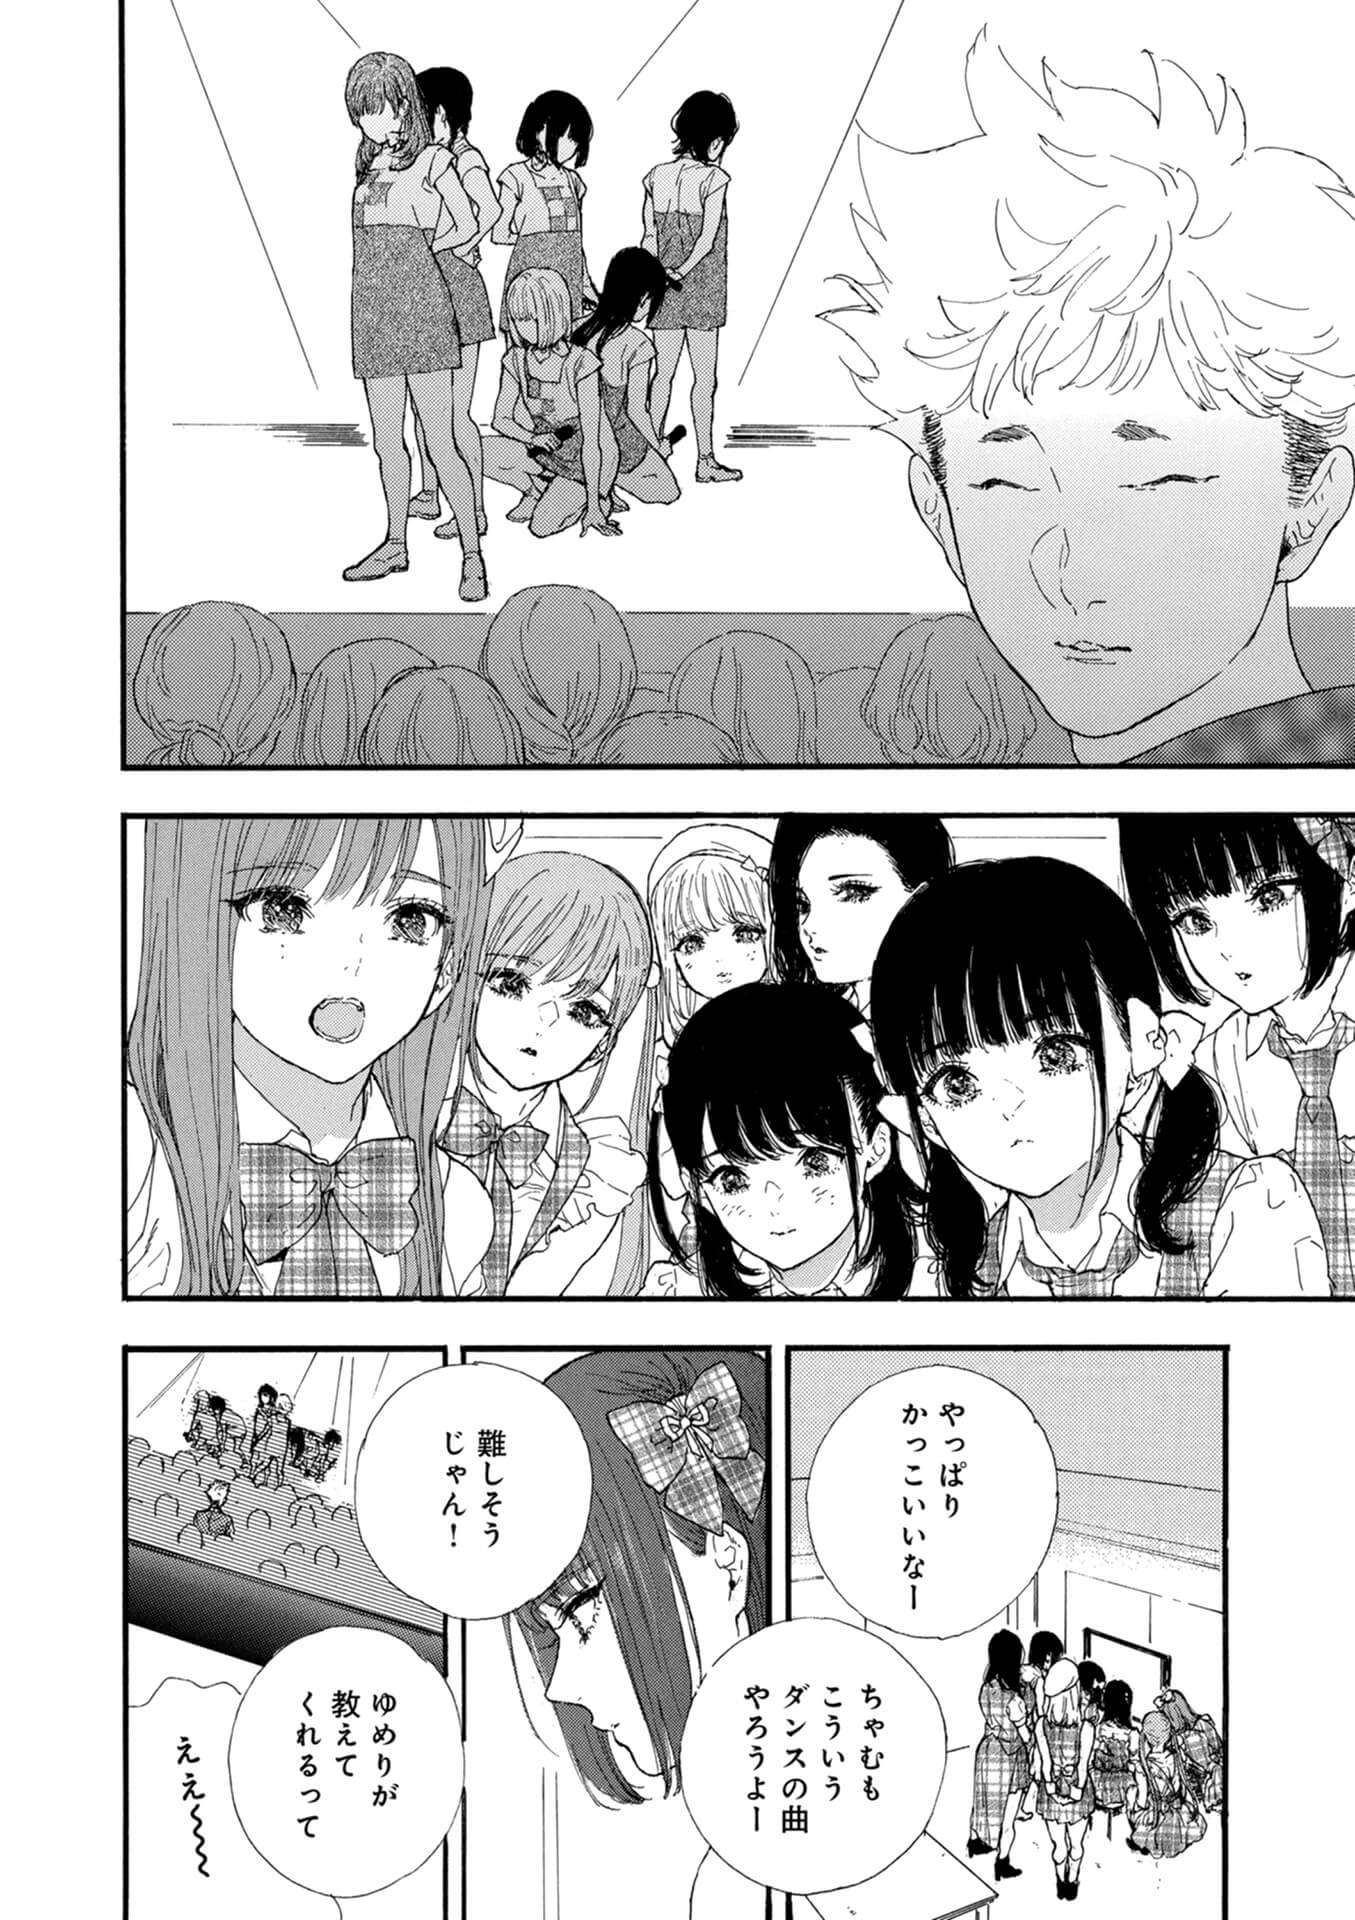 やっぱり
かっこいいなー
ちゃむも
こういう
ダンスの曲
やろうよー
難しそう
じゃん！
ゆめりが
教えて
くれるって
ええ〜〜